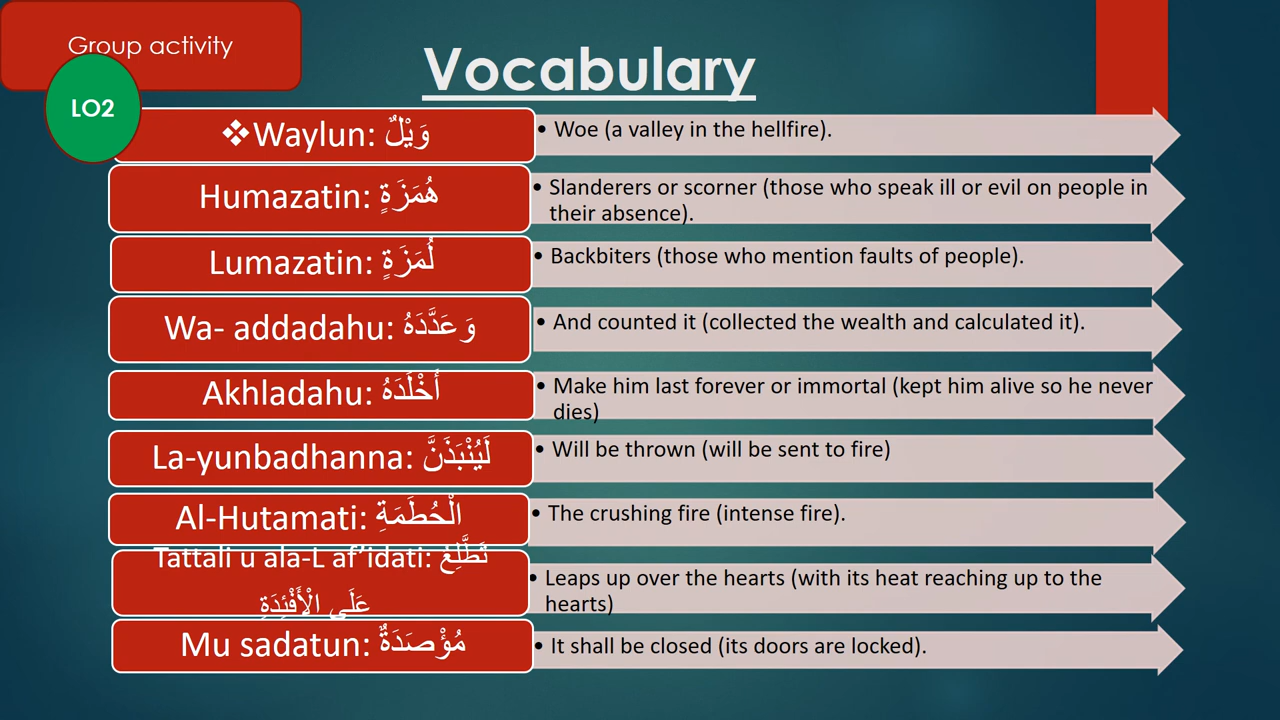 Group activity
LO2
Vocabulary
❖Waylun: وَيْلٌ
• Woe (a valley in the hellfire).
Humazatin: هُمَزَةٍ
• Slanderers or scorner (those who speak ill or evil on people in
their absence).
Lumazatin: لُمَزَةٍ
• Backbiters (those who mention faults of people).
Wa- addadahu: وَعَدَّدَهُ
• And counted it (collected the wealth and calculated it).
Akhladahu: أَخْلَدَهُ
• Make him last forever or immortal (kept him alive so he never
dies)
La-yunbadhanna: لَيُنْبَذَنَّ
• Will be thrown (will be sent to fire)
Al-Hutamati: الْحُطَمَةِ
• The crushing fire (intense fire).
Tattali u ala-L af’idati: تَطَّلِعُ
عَلَى الْأَفْئِدَةِ
• Leaps up over the hearts (with its heat reaching up to the
hearts)
Mu sadatun: مُؤْصَدَةٌ
• It shall be closed (its doors are locked).